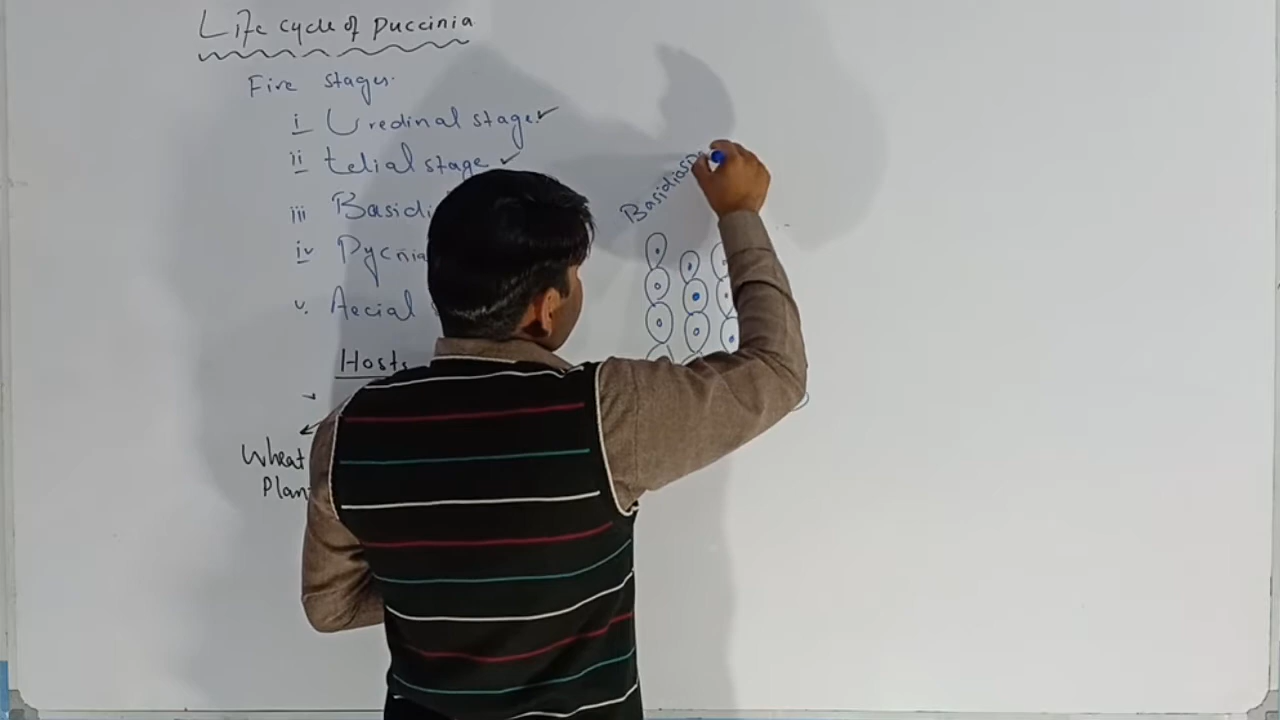 Life cycle of Puccinia
Five stages.
i Uredinal stage.
ii telial stage
iii Basidi
iv Pycnia
v. Aecial
Hosts
Wheat
Plan
Basidiosp